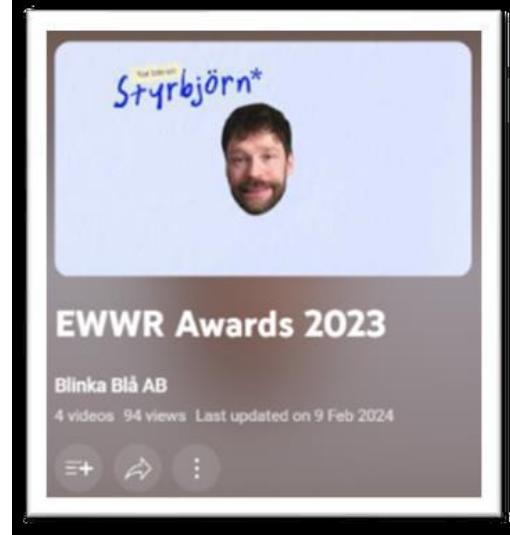 Styrbjörn*
EWWR Awards 2023
Blinka Blå AB
4 videos 94 views Last updated on 9 Feb 2024